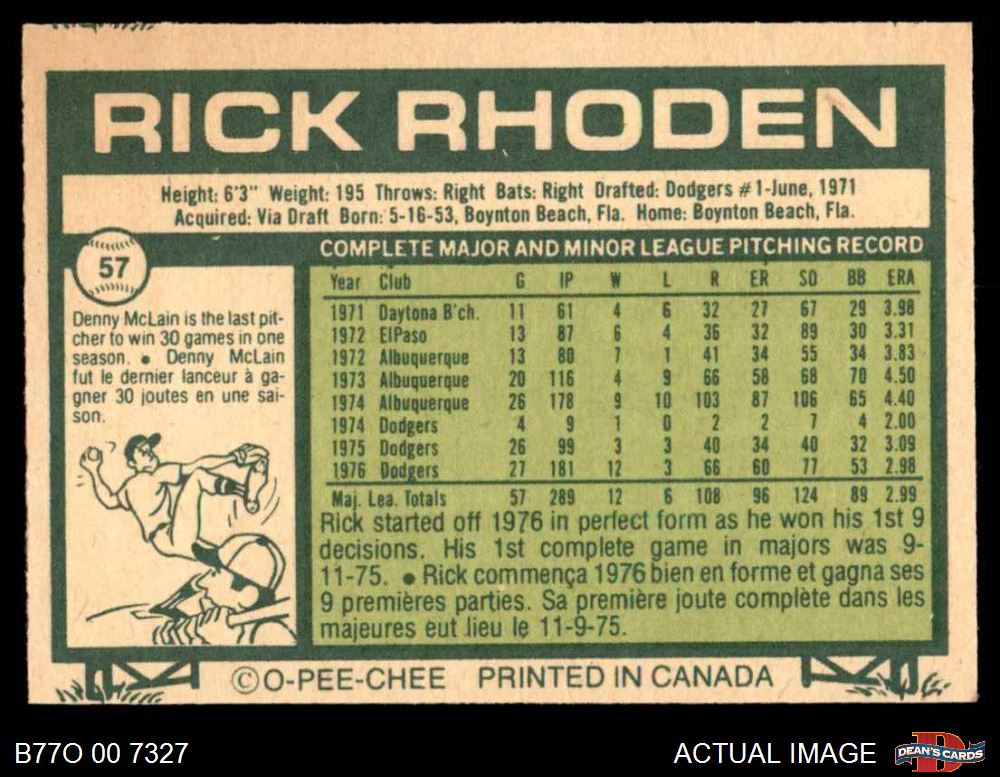 RICK RHODEN
Height: 6'3" Weight: 195 Throws: Right Bats: Right Drafted: Dodgers #1-June, 1971
Acquired: Via Draft Born: 5-16-53, Boynton Beach, Fla. Home: Boynton Beach, Fla.
57
Denny McLain is the last pit-
cher to win 30 games in one
season. ● Denny McLain
fut le dernier lanceur à ga-
gner 30 joutes en une sai-
son.
COMPLETE MAJOR AND MINOR LEAGUE PITCHING RECORD
Year Club G IP W L R ER SO BB ERA
1971 Daytona B'ch. 11 61 4 6 32 27 67 29 3.98
1972 ElPaso 13 87 6 4 36 32 89 30 3.31
1972 Albuquerque 13 80 7 1 41 34 55 34 3.83
1973 Albuquerque 20 116 4 9 66 58 68 70 4.50
1974 Albuquerque 26 178 9 10 103 87 106 65 4.40
1974 Dodgers 4 9 1 0 2 2 7 4 2.00
1975 Dodgers 26 99 3 3 40 34 40 32 3.09
1976 Dodgers 27 181 12 3 66 60 77 53 2.98
Maj. Lea. Totals 57 289 12 6 108 96 124 89 2.99
Rick started off 1976 in perfect form as he won his 1st 9
decisions. His 1st complete game in majors was 9-
11-75. ● Rick commença 1976 bien en forme et gagna ses
9 premières parties. Sa première joute complète dans les
majeures eut lieu le 11-9-75.
©O-PEE-CHEE PRINTED IN CANADA
B77O 00 7327
ACTUAL IMAGE
DEAN'S CARDS